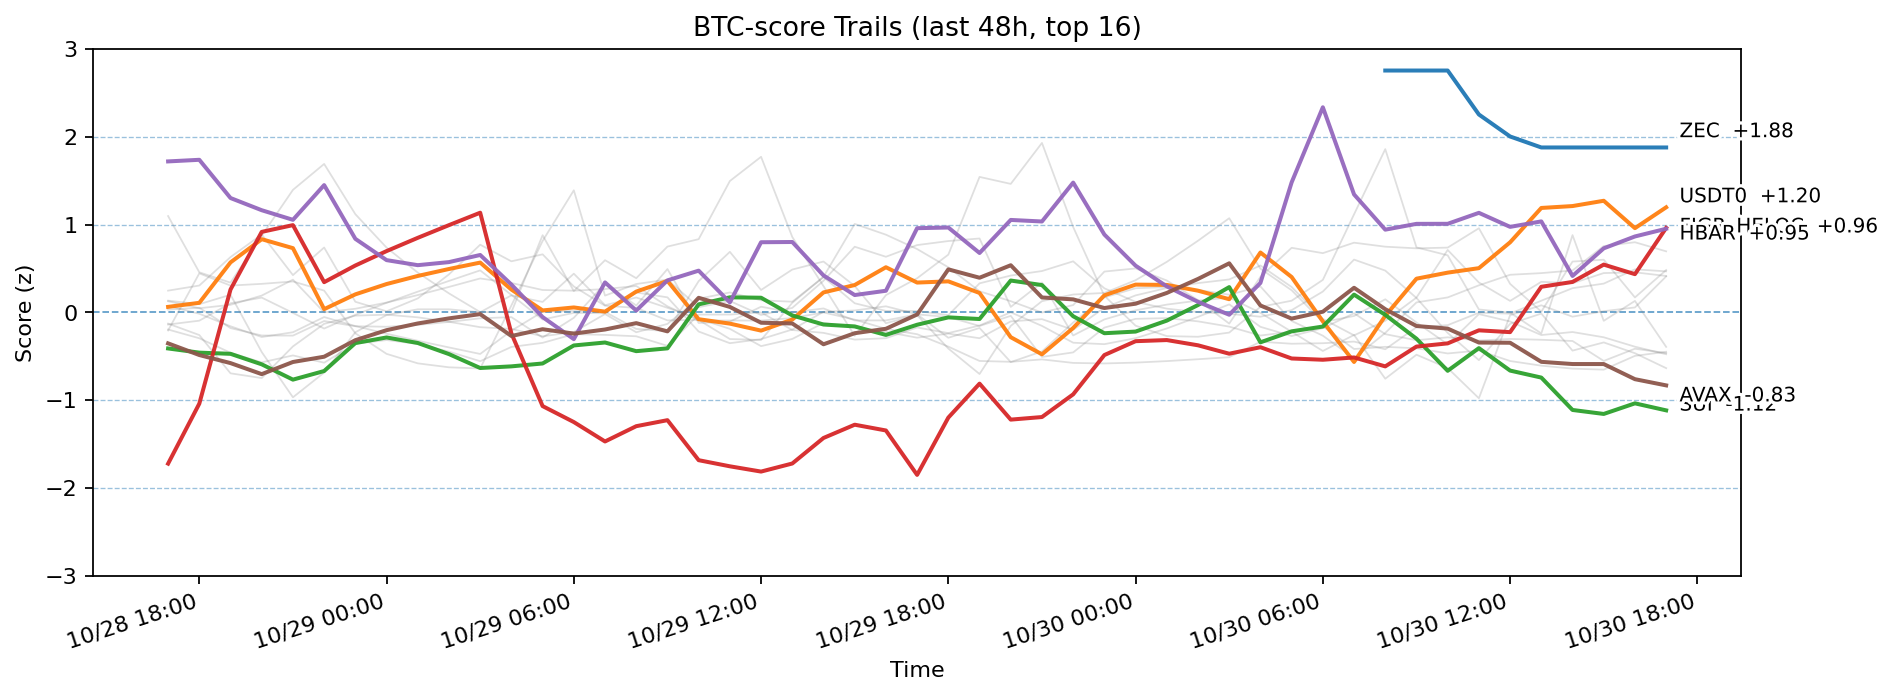 BTC-score Trails (last 48h, top 16)
Score (z)
3
2
1
0
−1
−2
−3
ZEC +1.88
USDT0 +1.20
+0.96
HBAR +0.95
AVAX -0.83
-1.12
10/28 18:00
10/29 00:00
10/29 06:00
10/29 12:00
10/29 18:00
10/30 00:00
10/30 06:00
10/30 12:00
10/30 18:00
Time